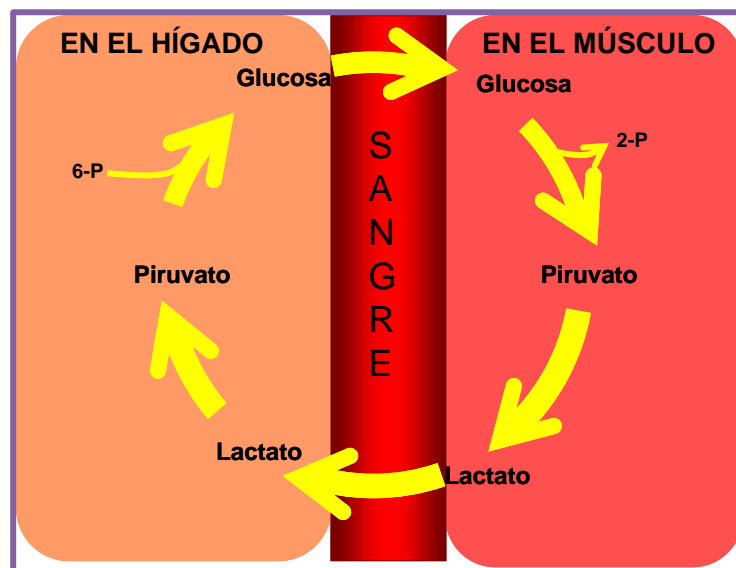 EN EL HÍGADO
Glucosa
6-P
Piruvato
Lactato
S
A
N
G
R
E
EN EL MÚSCULO
Glucosa
2-P
Piruvato
Lactato